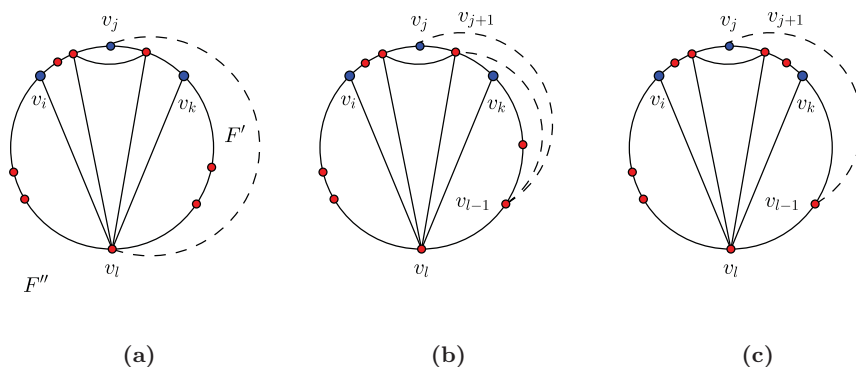 v_j v_j v_{j+1} v_j v_{j+1}
v_i v_k v_i v_k v_i v_k
F'
v_{l-1} v_{l-1}
v_l v_l v_l
F''
(a) (b) (c)